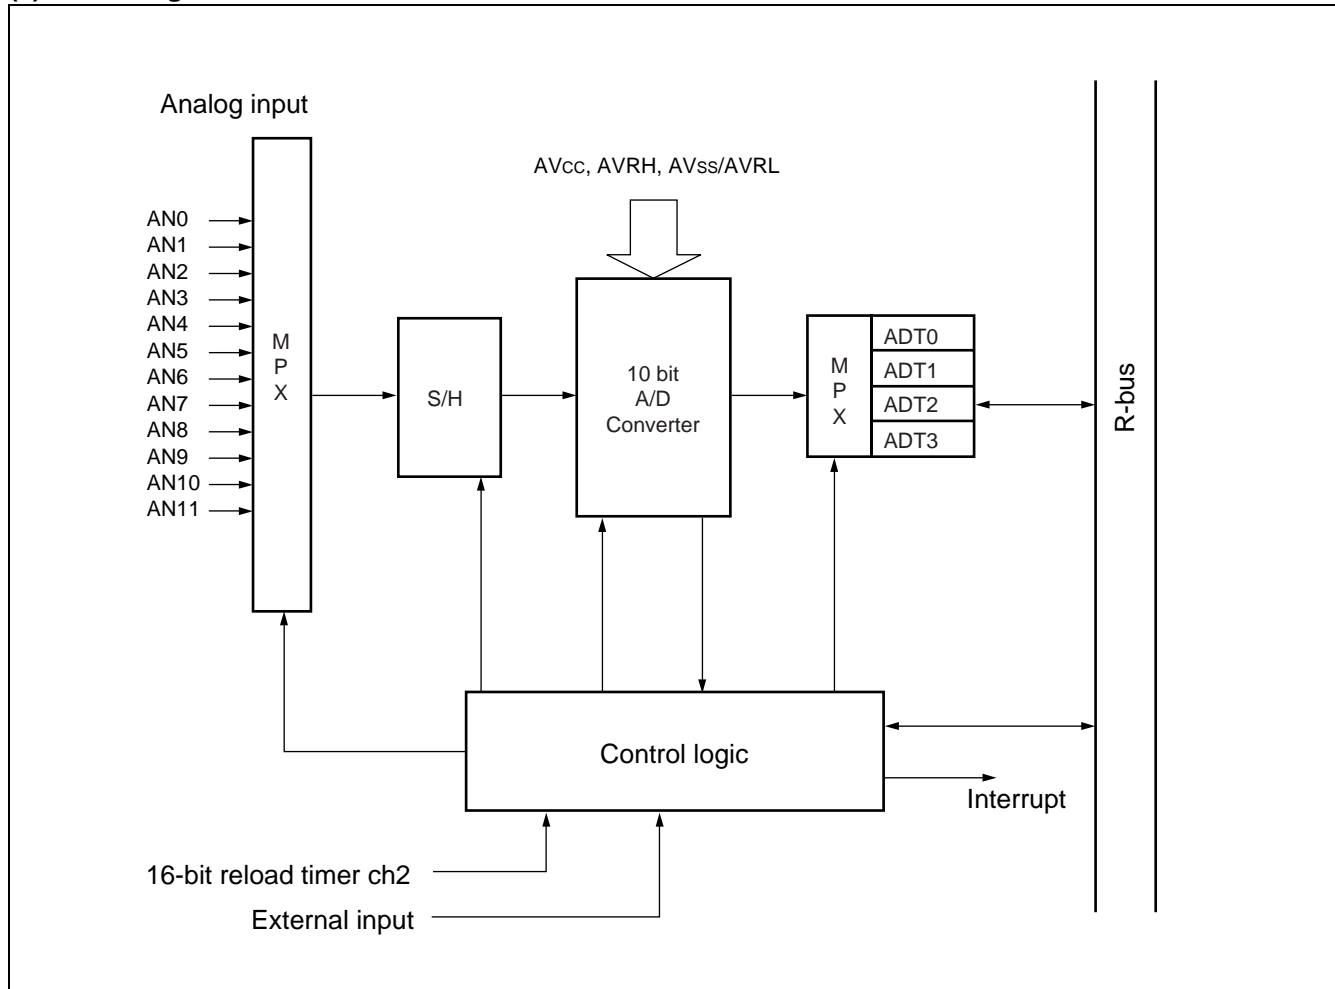 Analog input
AVcc, AVRH, AVss/AVRL
AN0
AN1
AN2
AN3
AN4
AN5
AN6
AN7
AN8
AN9
AN10
AN11
M
P
X
S/H
10 bit
A/D
Converter
M
P
X
ADT0
ADT1
ADT2
ADT3
R-bus
Control logic
Interrupt
16-bit reload timer ch2
External input